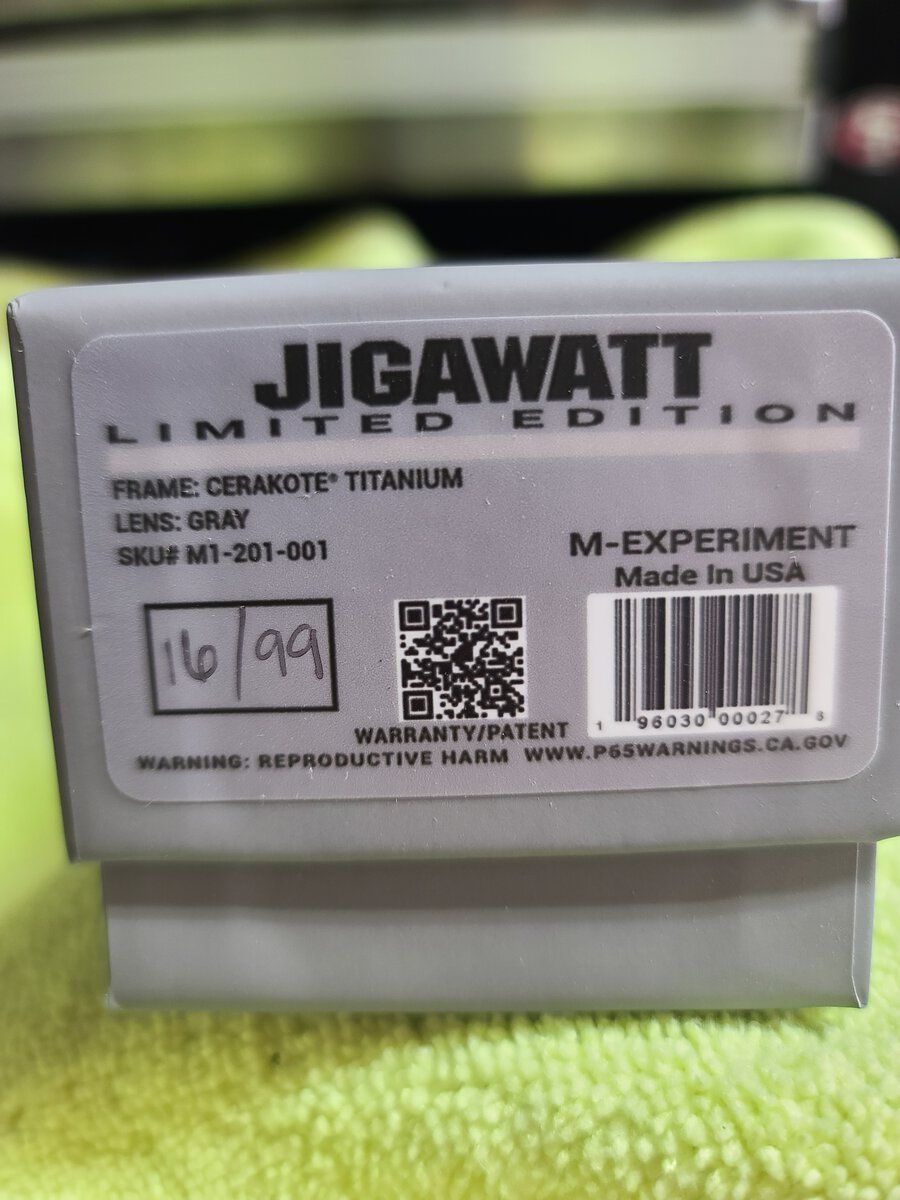 JIGAWATT
LIMITED EDITION
FRAME: CERAKOTE® TITANIUM
LENS: GRAY
SKU# M1-201-001
M-EXPERIMENT
Made In USA
16/99
1 96030 00027
WARRANTY/PATENT
WARNING: REPRODUCTIVE HARM WWW.P65WARNINGS.CA.GOV